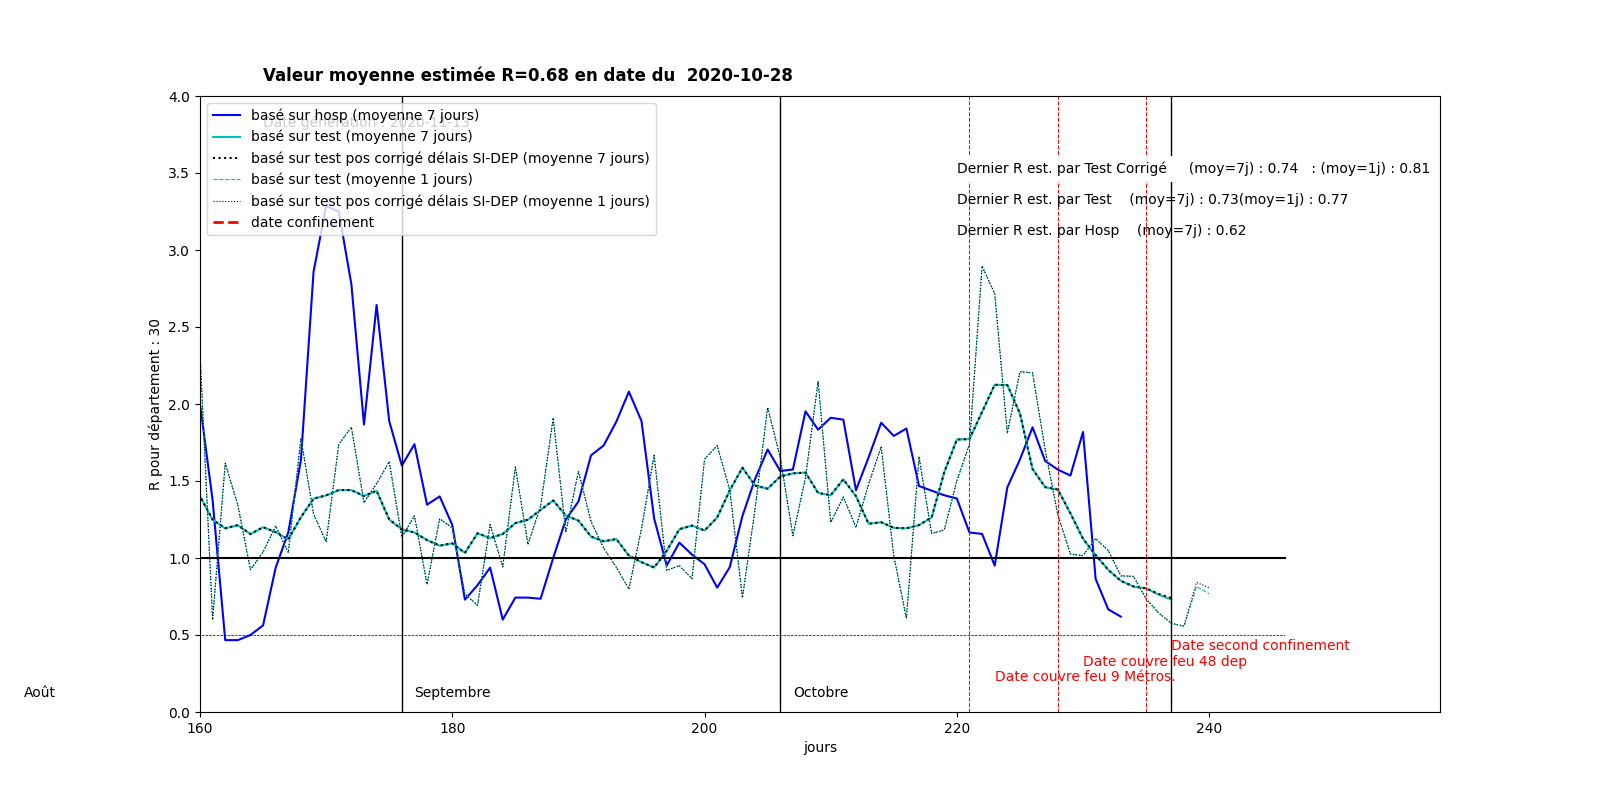 Valeur moyenne estimée R=0.68 en date du  2020-10-28
4.0
3.5
3.0
2.5
2.0
1.5
1.0
0.5
0.0
R pour département : 30
basé sur hosp (moyenne 7 jours)
Date génération : 2020-11-13
basé sur test (moyenne 7 jours)
basé sur test pos corrigé délais SI-DEP (moyenne 7 jours)
basé sur test (moyenne 1 jours)
basé sur test pos corrigé délais SI-DEP (moyenne 1 jours)
date confinement
Dernier R est. par Test Corrigé     (moy=7j) : 0.74   : (moy=1j) : 0.81
Dernier R est. par Test    (moy=7j) : 0.73(moy=1j) : 0.77
Dernier R est. par Hosp    (moy=7j) : 0.62
Date second confinement
Date couvre feu 48 dep
Date couvre feu 9 Métros.
Août
Septembre
Octobre
160
180
200
220
240
jours